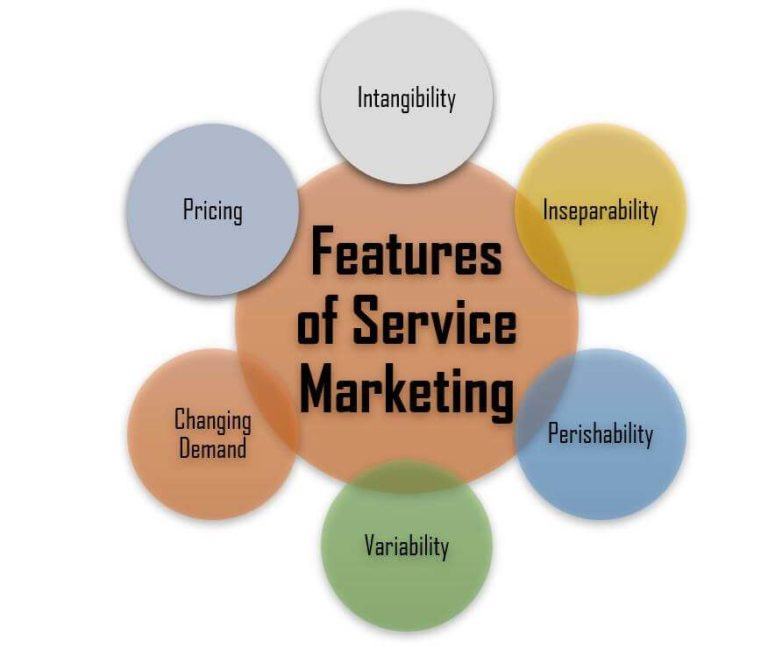 Intangibility
Pricing
Inseparability
Features
of Service
Marketing
Changing
Demand
Perishability
Variability